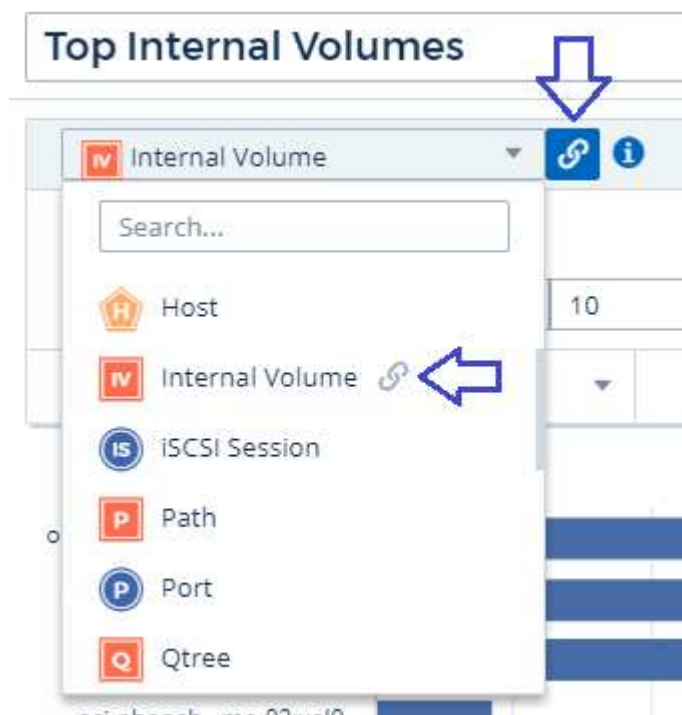 Top Internal Volumes
IV Internal Volume i
Search...
H Host
10
IV Internal Volume
IS iSCSI Session
P Path
o
P Port
Q Qtree